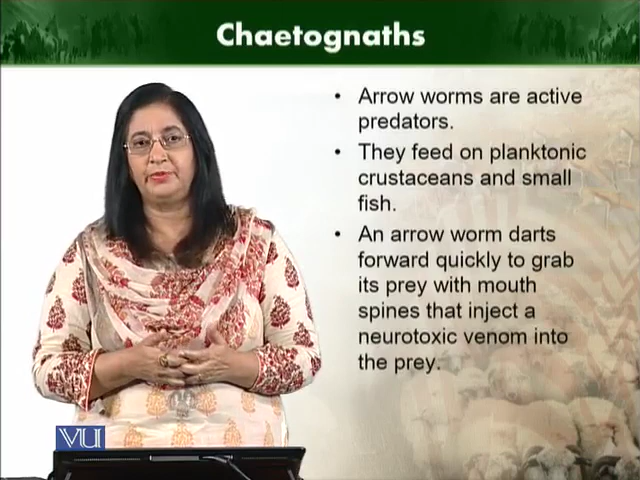 Chaetognaths
• Arrow worms are active
predators.
• They feed on planktonic
crustaceans and small
fish.
• An arrow worm darts
forward quickly to grab
its prey with mouth
spines that inject a
neurotoxic venom into
the prey.
VU